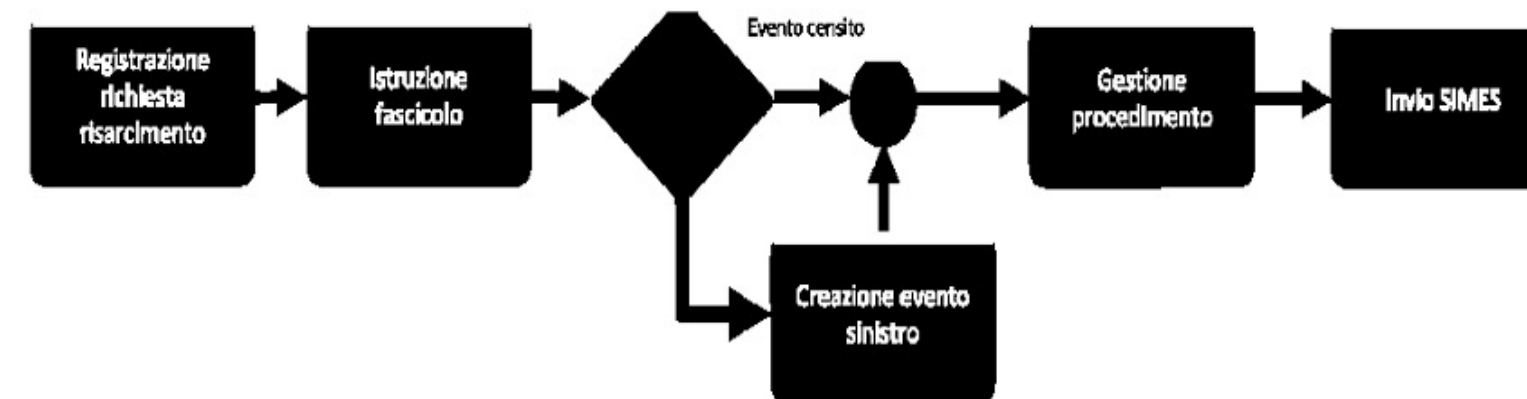 Registrazione
richiesta
risarcimento
Istruzione
fascicolo
Evento censito
Creazione evento
sinistro
Gestione
procedimento
Invio SIMES